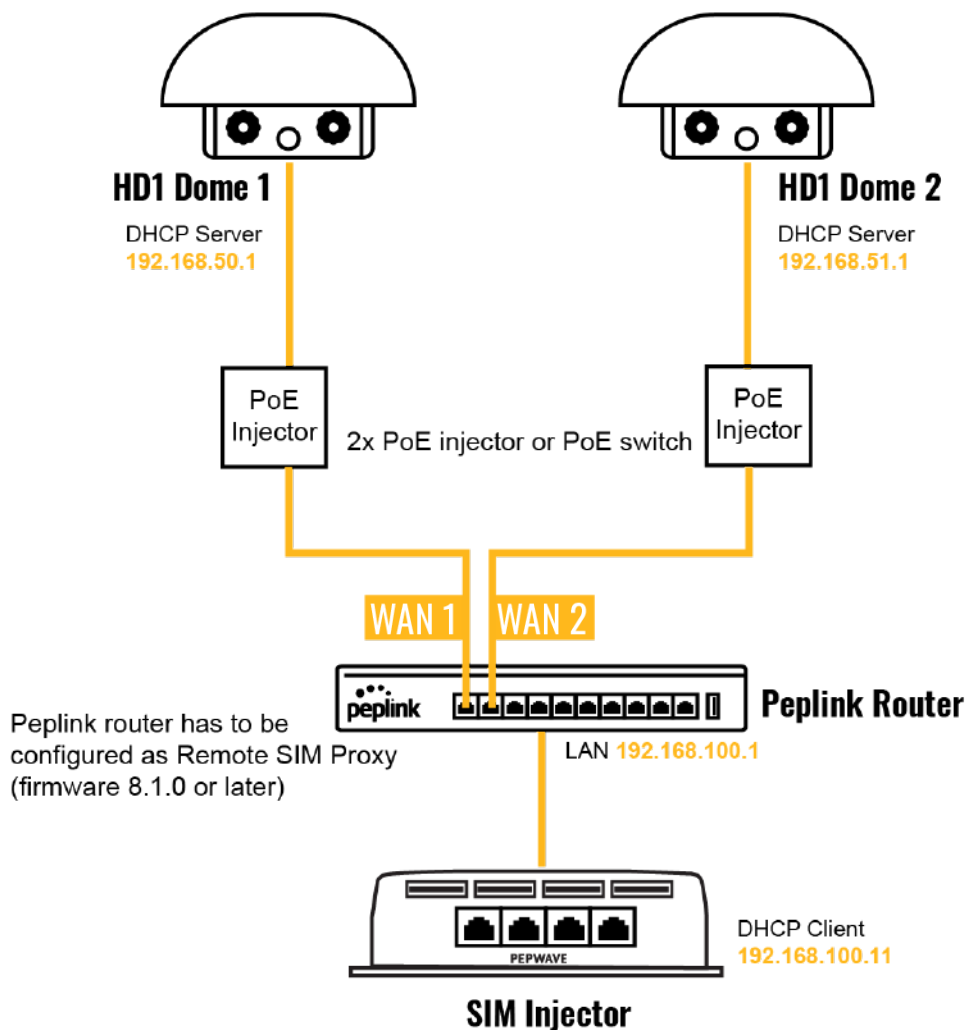 HD1 Dome 1
DHCP Server
192.168.50.1
HD1 Dome 2
DHCP Server
192.168.51.1
PoE
Injector
2x PoE injector or PoE switch
PoE
Injector
WAN 1
WAN 2
peplink
Peplink Router
Peplink router has to be
configured as Remote SIM Proxy
(firmware 8.1.0 or later)
LAN 192.168.100.1
PEPWAVE
DHCP Client
192.168.100.11
SIM Injector